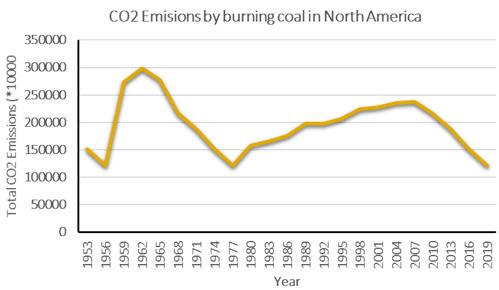 CO2 Emisions by burning coal in North America
Total CO2 Emissions (*10000
350000
300000
250000
200000
150000
100000
50000
0
1953 1956 1959 1962 1965 1968 1971 1974 1977 1980 1983 1986 1989 1992 1995 1998 2001 2004 2007 2010 2013 2016 2019
Year